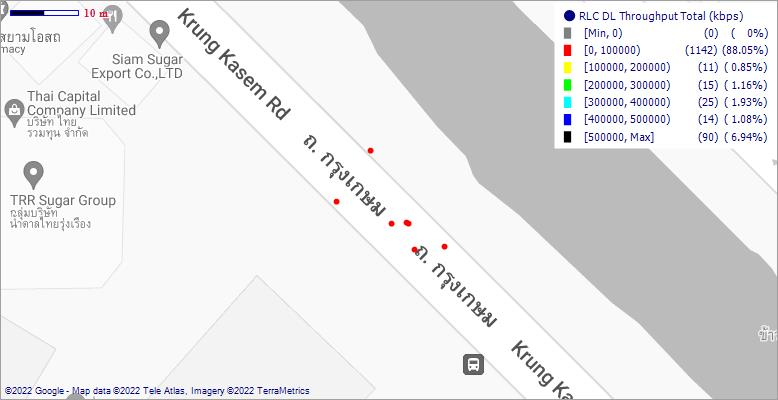 10 m
สยามโอสถ
macy
Siam Sugar
Export Co.,LTD
Thai Capital
Company Limited
บริษัท ไทย
รวมทุน จํากัด
TRR Sugar Group
กลุ่มบริษัท
น้ำตาลไทยรุ่งเรือง
Krung Kasem Rd
ถ. กรุงเกษม
ถ. กรุงเกษม
Krung Ka
RLC DL Throughput Total (kbps)
[Min, 0) (0) ( 0%)
[0, 100000) (1142) (88.05%)
[100000, 200000) (11) ( 0.85%)
[200000, 300000) (15) ( 1.16%)
[300000, 400000) (25) ( 1.93%)
[400000, 500000) (14) ( 1.08%)
[500000, Max] (90) ( 6.94%)
ข้าว
©2022 Google - Map data ©2022 Tele Atlas, Imagery ©2022 TerraMetrics